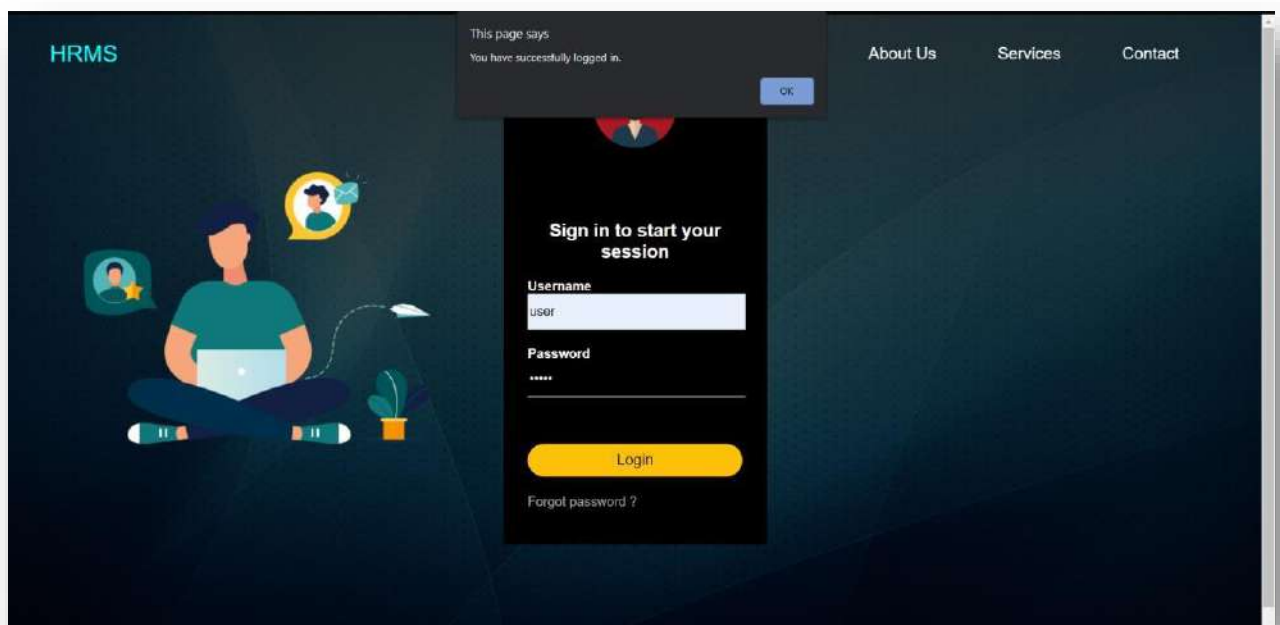 HRMS
This page says
You have successfully logged in.
OK
About Us
Services
Contact
Sign in to start your
session
Username
user
Password
•••••
Login
Forgot password ?